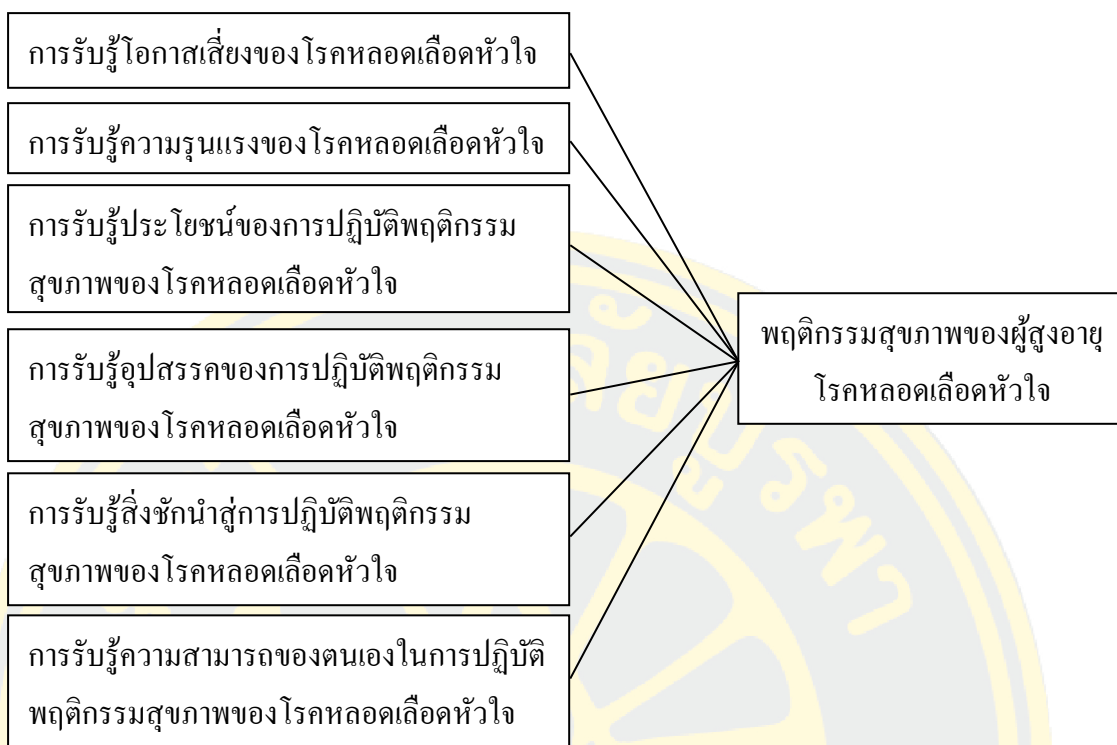 การรับรู้โอกาสเสี่ยงของโรคหลอดเลือดหัวใจ
การรับรู้ความรุนแรงของโรคหลอดเลือดหัวใจ
การรับรู้ประโยชน์ของการปฏิบัติพฤติกรรม
สุขภาพของโรคหลอดเลือดหัวใจ
การรับรู้อุปสรรคของการปฏิบัติพฤติกรรม
สุขภาพของโรคหลอดเลือดหัวใจ
การรับรู้สิ่งชักนำสู่การปฏิบัติพฤติกรรม
สุขภาพของโรคหลอดเลือดหัวใจ
การรับรู้ความสามารถของตนเองในการปฏิบัติ
พฤติกรรมสุขภาพของโรคหลอดเลือดหัวใจ
พฤติกรรมสุขภาพของผู้สูงอายุ
โรคหลอดเลือดหัวใจ